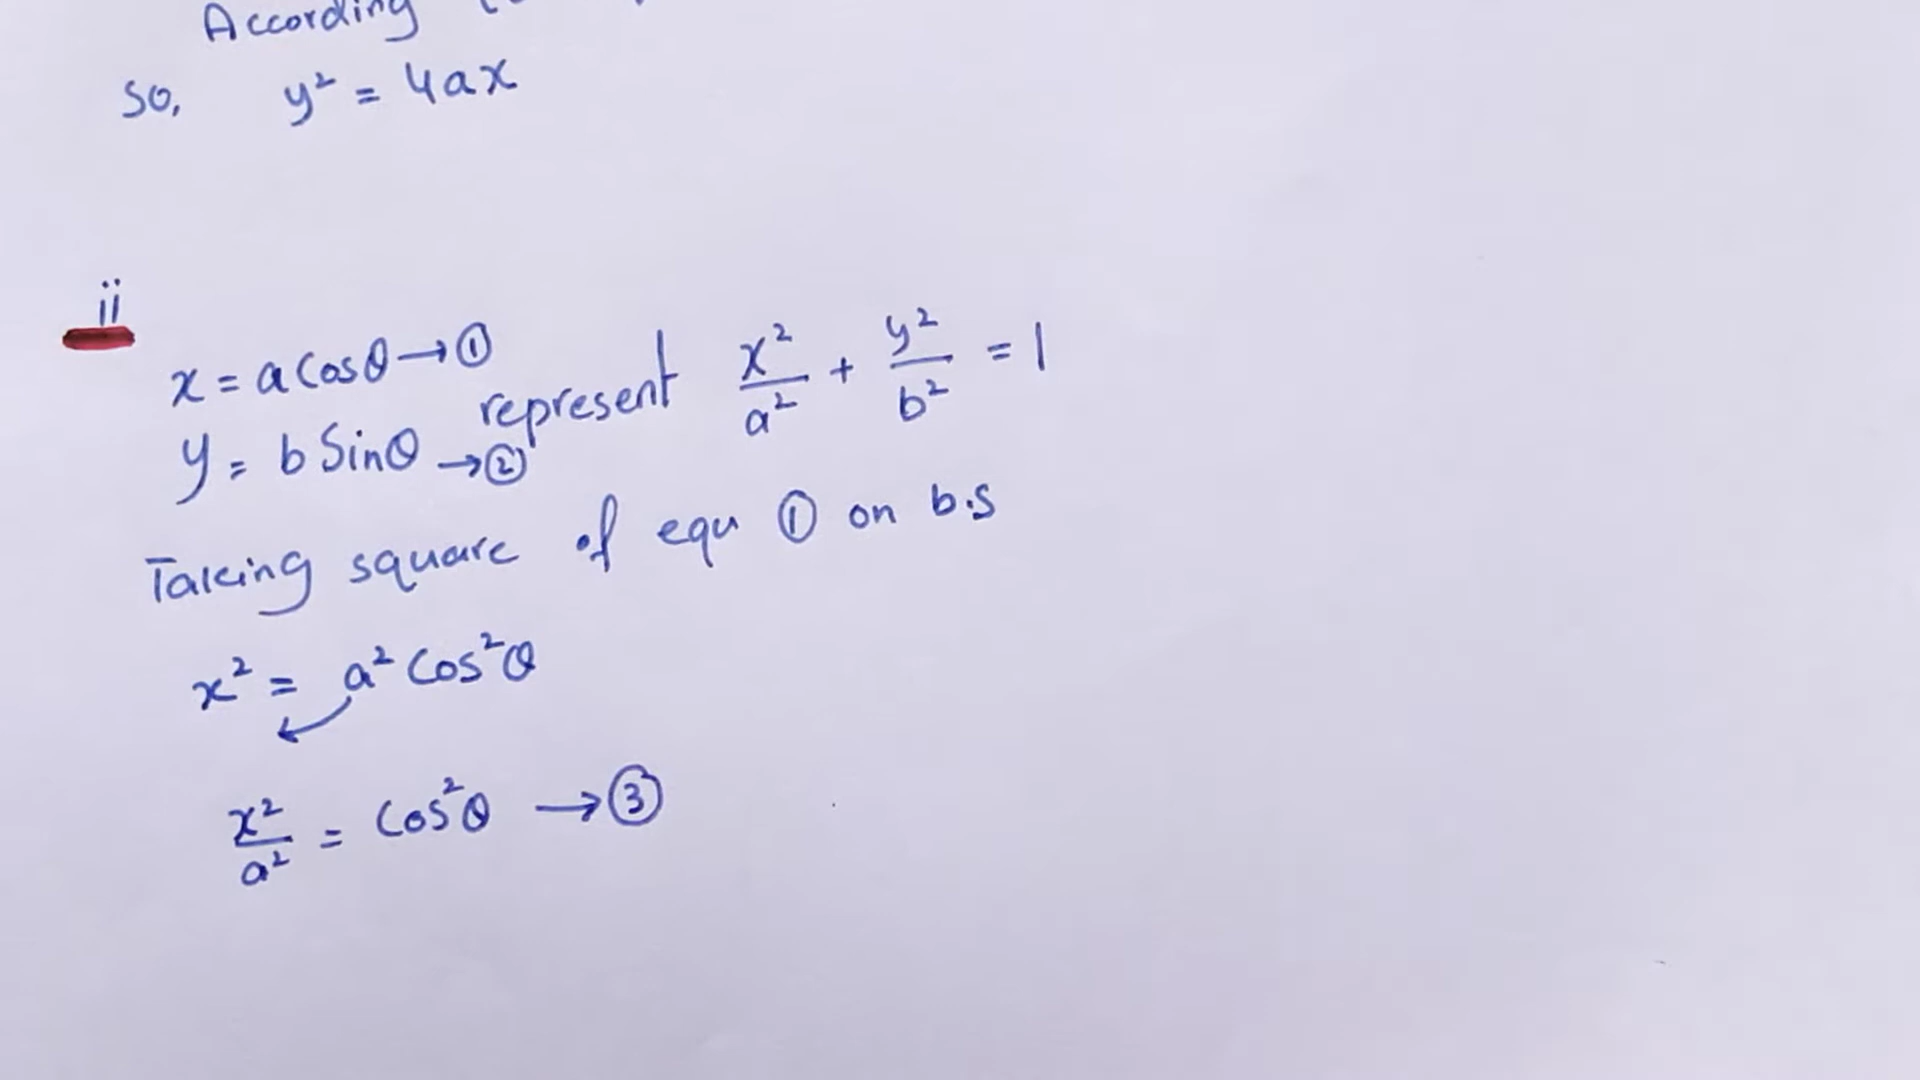 According
So, y² = 4ax
ii
x = a Cosθ → ①
represent x²/a² + y²/b² = 1
y = b Sinθ → ②
Taking square of equ ① on b.s
x² = a² Cos²θ
x²/a² = Cos²θ → ③